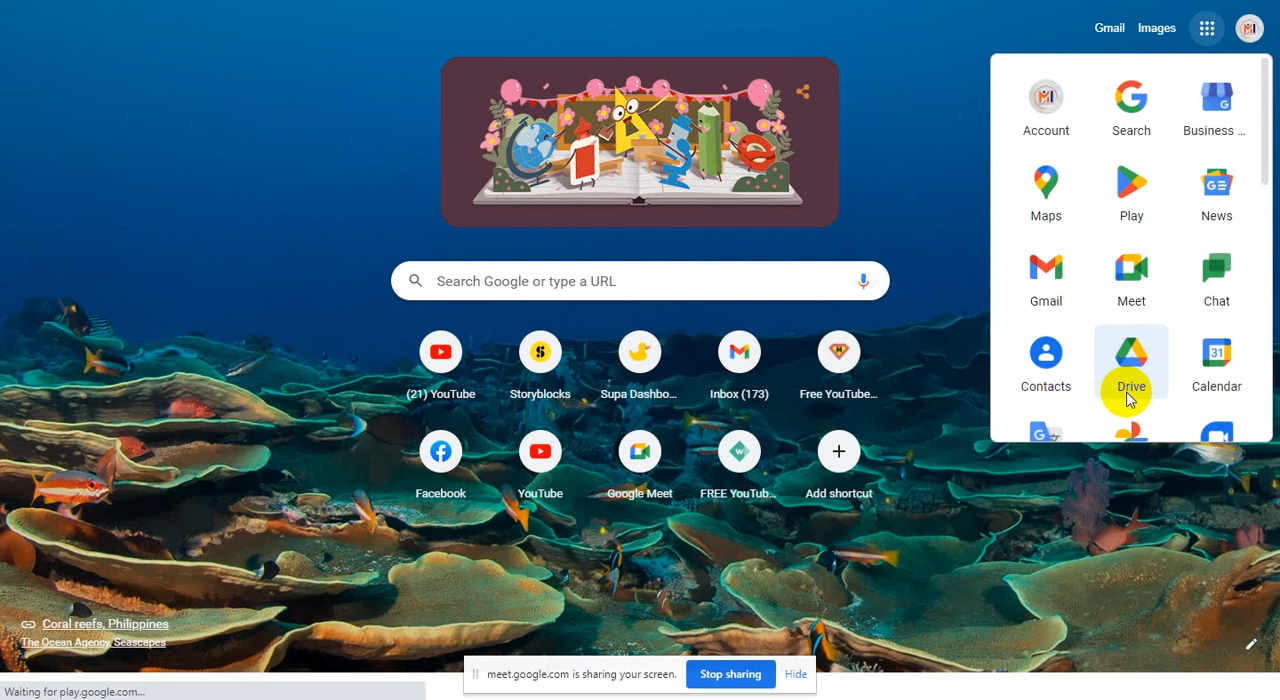 Gmail Images
Account Search Business ...
Maps Play News
Gmail Meet Chat
Contacts Drive Calendar
31
Search Google or type a URL
(21) YouTube Storyblocks Supa Dashbo... Inbox (173) Free YouTube...
Facebook YouTube Google Meet FREE YouTub... Add shortcut
Coral reefs, Philippines
The Ocean Agency Seascapes
meet.google.com is sharing your screen. Stop sharing Hide
Waiting for play.google.com...